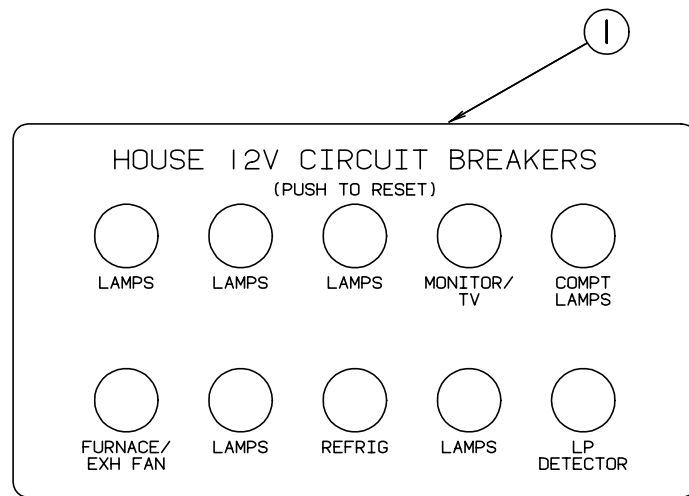 1
HOUSE 12V CIRCUIT BREAKERS
(PUSH TO RESET)
LAMPS LAMPS LAMPS MONITOR/ COMPT
TV LAMPS
FURNACE/ LAMPS REFRIG LAMPS LP
EXH FAN DETECTOR